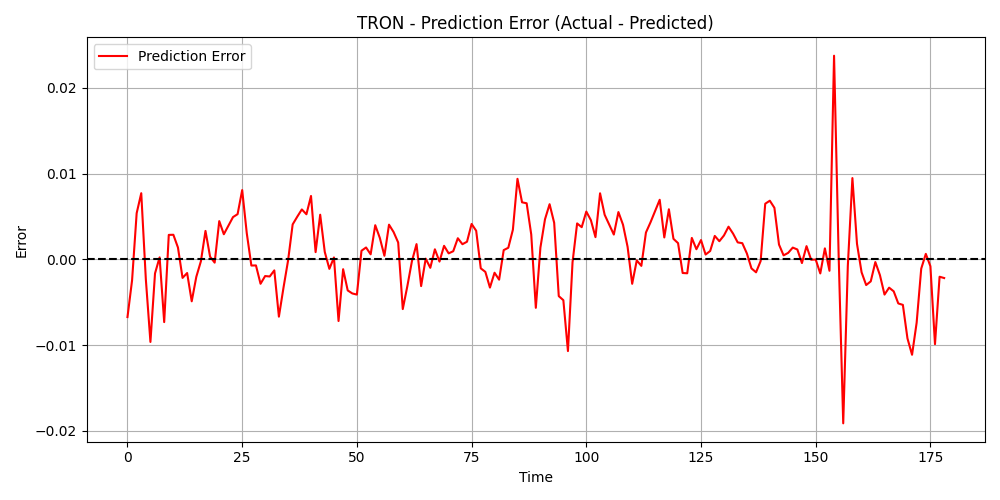 TRON - Prediction Error (Actual - Predicted)
Prediction Error
0.02
0.01
0.00
−0.01
−0.02
Error
0 25 50 75 100 125 150 175
Time